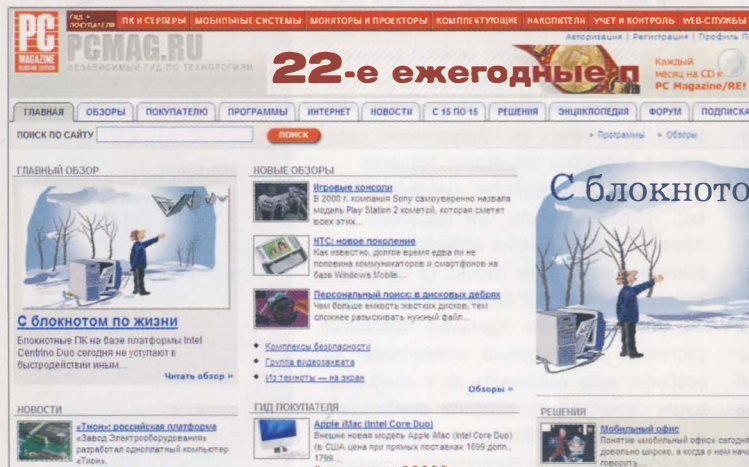 PC
MAGAZINE
RUSSIAN EDITION
ГИД
ПОКУПАТЕЛЯ
ПК И СЕРВЕРЫ
МОБИЛЬНЫЕ СИСТЕМЫ
МОНИТОРЫ И ПРОЕКТОРЫ
КОМПЛЕКТУЮЩИЕ
НАКОПИТЕЛИ
УЧЕТ И КОНТРОЛЬ
WEB-СЛУЖБЫ
PCMAG.RU
НЕЗАВИСИМЫЙ ГИД ПО ТЕХНОЛОГИЯМ
Авторизация | Регистрация | Профиль
22-е ежегодные п
Каждый
месяц на CD к
PC Magazine/RE!
ГЛАВНАЯ
ОБЗОРЫ
ПОКУПАТЕЛЮ
ПРОГРАММЫ
ИНТЕРНЕТ
НОВОСТИ
С 15 ПО 15
РЕШЕНИЯ
ЭНЦИКЛОПЕДИЯ
ФОРУМ
ПОДПИСКА
ПОИСК ПО САЙТУ
ПОИСК
» Программы » Обзоры
ГЛАВНЫЙ ОБЗОР
С блокнотом по жизни
Блокнотные ПК на базе платформы Intel
Centrino Duo сегодня не уступают в
быстродействии иным...
Читать обзор »
НОВЫЕ ОБЗОРЫ
Игровые консоли
В 2000 г. компания Sony самоуверенно назвала
модель Play Station 2 кометой, которая сметет
всех этих...
HTC: новое поколение
Как известно, долгое время едва ли не
половина коммуникаторов и смартфонов на
базе Windows Mobile...
Персональный поиск: в дисковых дебрях
Чем больше емкость жестких дисков, тем
сложнее разыскивать нужный файл...
Комплексы безопасности
Группа видеозахвата
Из темноты — на экран
Обзоры »
С блокното
НОВОСТИ
«Тион»: российская платформа
«Завод Электрооборудования»
разработал одноплатный компьютер
«Тион».
ГИД ПОКУПАТЕЛЯ
Apple iMac (Intel Core Duo)
Внешне новая модель Apple iMac (Intel Core Duo)
(в США, цена при прямых поставках 1699 долл.,
1799...
РЕШЕНИЯ
Мобильный офис
Понятие «мобильный офис» сегодня
довольно широко, а когда о нем нач
говорить...